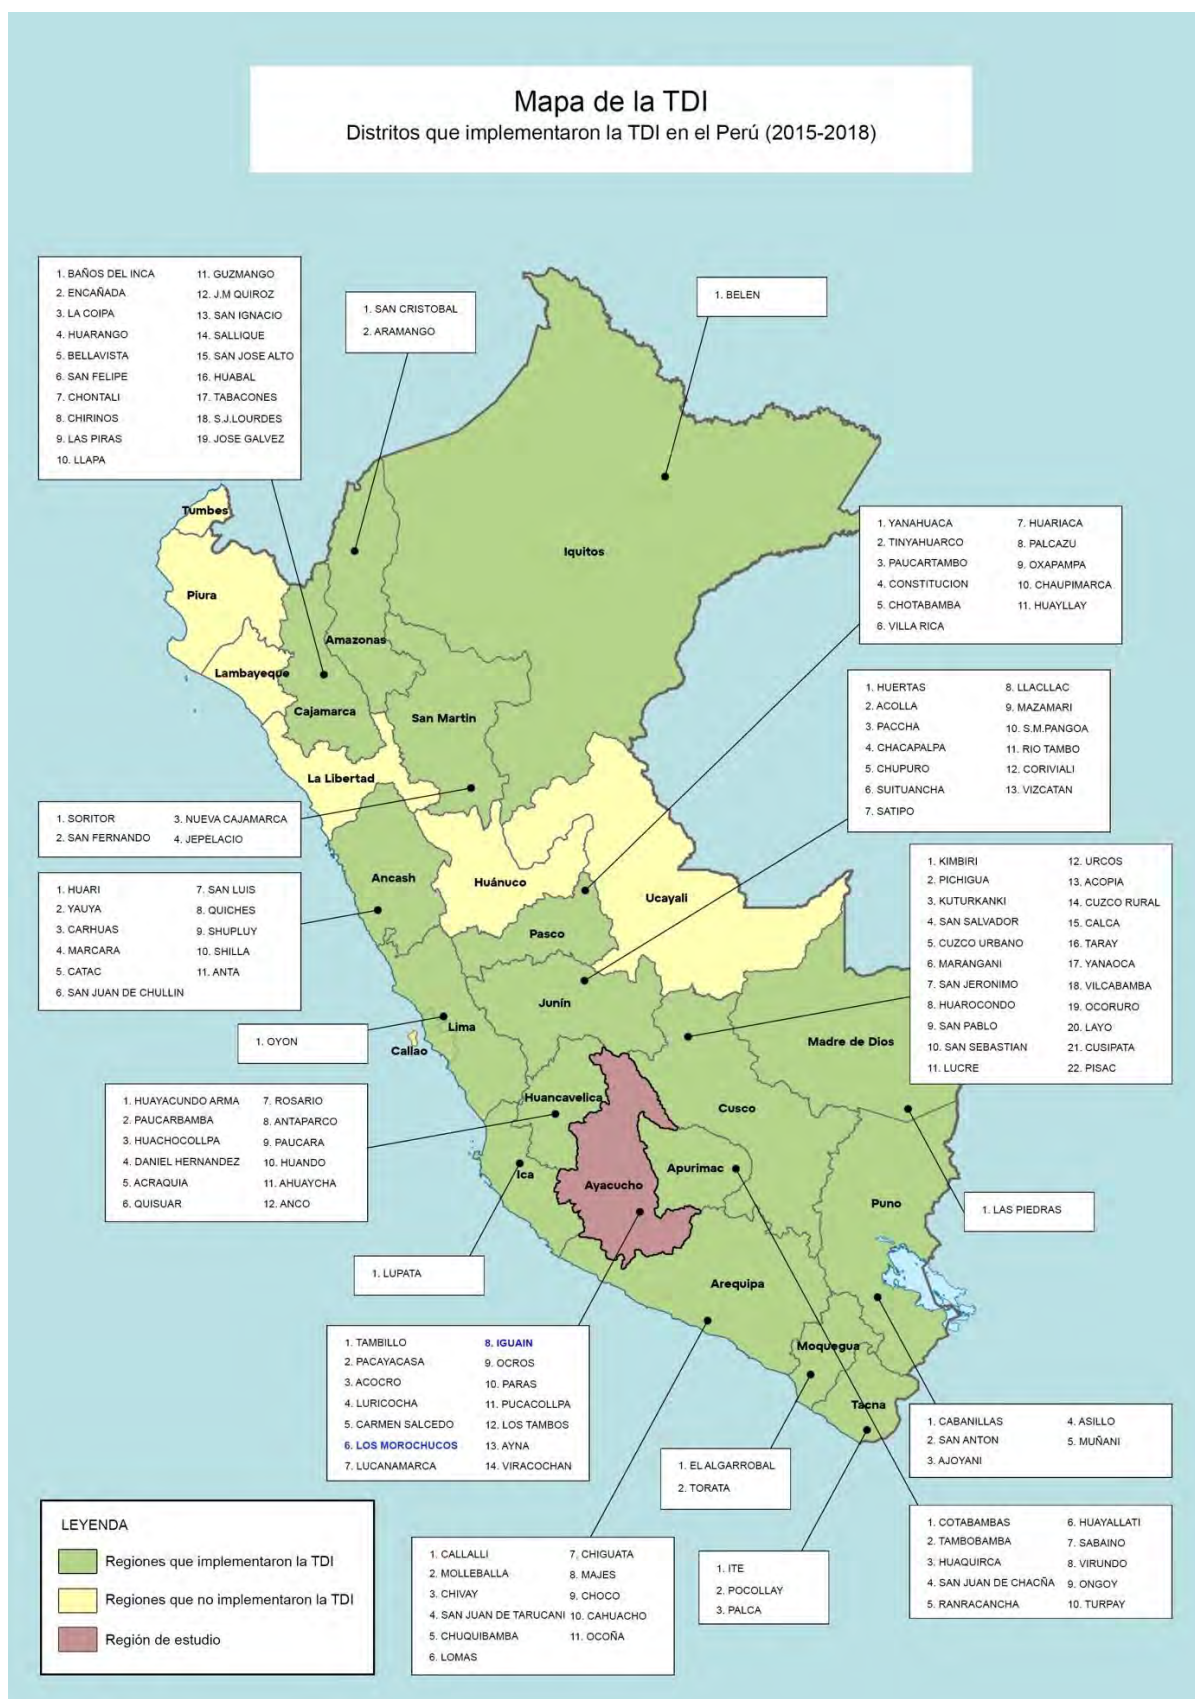 Mapa de la TDI
Distritos que implementaron la TDI en el Perú (2015-2018)
1. BAÑOS DEL INCA
2. ENCAÑADA
3. LA COIPA
4. HUARANGO
5. BELLAVISTA
6. SAN FELIPE
7. CHONTALI
8. CHIRINOS
9. LAS PIRAS
10. LLAPA
11. GUZMANGO
12. J.M QUIROZ
13. SAN IGNACIO
14. SALLIQUE
15. SAN JOSE ALTO
16. HUABAL
17. TABACONES
18. S.J.LOURDES
19. JOSE GALVEZ
1. SAN CRISTOBAL
2. ARAMANGO
1. BELEN
Tumbes
Piura
Lambayeque
Cajamarca
Amazonas
San Martin
Iquitos
La Libertad
Ancash
Huánuco
Ucayali
Pasco
Junín
Lima
Callao
Huancavelica
Ica
Ayacucho
Apurimac
Cusco
Madre de Dios
Puno
Arequipa
Moquegua
Tacna
1. YANAHUACA
2. TINYAHUARCO
3. PAUCARTAMBO
4. CONSTITUCION
5. CHOTABAMBA
6. VILLA RICA
7. HUARIACA
8. PALCAZU
9. OXAPAMPA
10. CHAUPIMARCA
11. HUAYLLAY
1. HUERTAS
2. ACOLLA
3. PACCHA
4. CHACAPALPA
5. CHUPURO
6. SUITUANCHA
7. SATIPO
8. LLACLLAC
9. MAZAMARI
10. S.M.PANGOA
11. RIO TAMBO
12. CORIVIALI
13. VIZCATAN
1. SORITOR
2. SAN FERNANDO
3. NUEVA CAJAMARCA
4. JEPELACIO
1. HUARI
2. YAUYA
3. CARHUAS
4. MARCARA
5. CATAC
6. SAN JUAN DE CHULLIN
7. SAN LUIS
8. QUICHES
9. SHUPLUY
10. SHILLA
11. ANTA
1. KIMBIRI
2. PICHIGUA
3. KUTURKANKI
4. SAN SALVADOR
5. CUZCO URBANO
6. MARANGANI
7. SAN JERONIMO
8. HUAROCONDO
9. SAN PABLO
10. SAN SEBASTIAN
11. LUCRE
12. URCOS
13. ACOPIA
14. CUZCO RURAL
15. CALCA
16. TARAY
17. YANAOCA
18. VILCABAMBA
19. OCORURO
20. LAYO
21. CUSIPATA
22. PISAC
1. OYON
1. HUAYACUNDO ARMA
2. PAUCARBAMBA
3. HUACHOCOLLPA
4. DANIEL HERNANDEZ
5. ACRAQUIA
6. QUISUAR
7. ROSARIO
8. ANTAPARCO
9. PAUCARA
10. HUANDO
11. AHUAYCHA
12. ANCO
1. LAS PIEDRAS
1. LUPATA
1. TAMBILLO
2. PACAYACASA
3. ACOCRO
4. LURICOCHA
5. CARMEN SALCEDO
6. LOS MOROCHUCOS
7. LUCANAMARCA
8. IGUAIN
9. OCROS
10. PARAS
11. PUCACOLLPA
12. LOS TAMBOS
13. AYNA
14. VIRACOCHAN
1. CABANILLAS
2. SAN ANTON
3. AJOYANI
4. ASILLO
5. MUÑANI
1. EL ALGARROBAL
2. TORATA
1. COTABAMBAS
2. TAMBOBAMBA
3. HUAQUIRCA
4. SAN JUAN DE CHACÑA
5. RANRACANCHA
6. HUAYALLATI
7. SABAINO
8. VIRUNDO
9. ONGOY
10. TURPAY
1. CALLALLI
2. MOLLEBALLA
3. CHIVAY
4. SAN JUAN DE TARUCANI
5. CHUQUIBAMBA
6. LOMAS
7. CHIGUATA
8. MAJES
9. CHOCO
10. CAHUACHO
11. OCOÑA
1. ITE
2. POCOLLAY
3. PALCA
LEYENDA
Regiones que implementaron la TDI
Regiones que no implementaron la TDI
Región de estudio